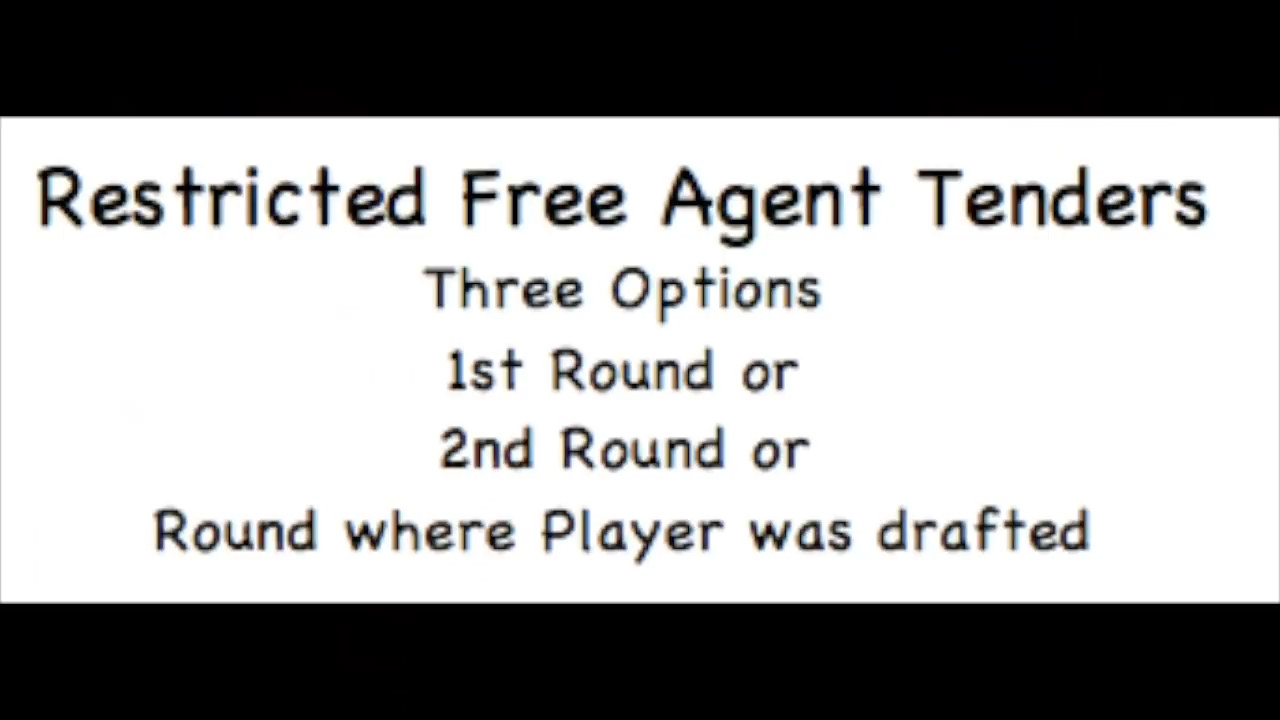 Restricted Free Agent Tenders
Three Options
1st Round or
2nd Round or
Round where Player was drafted